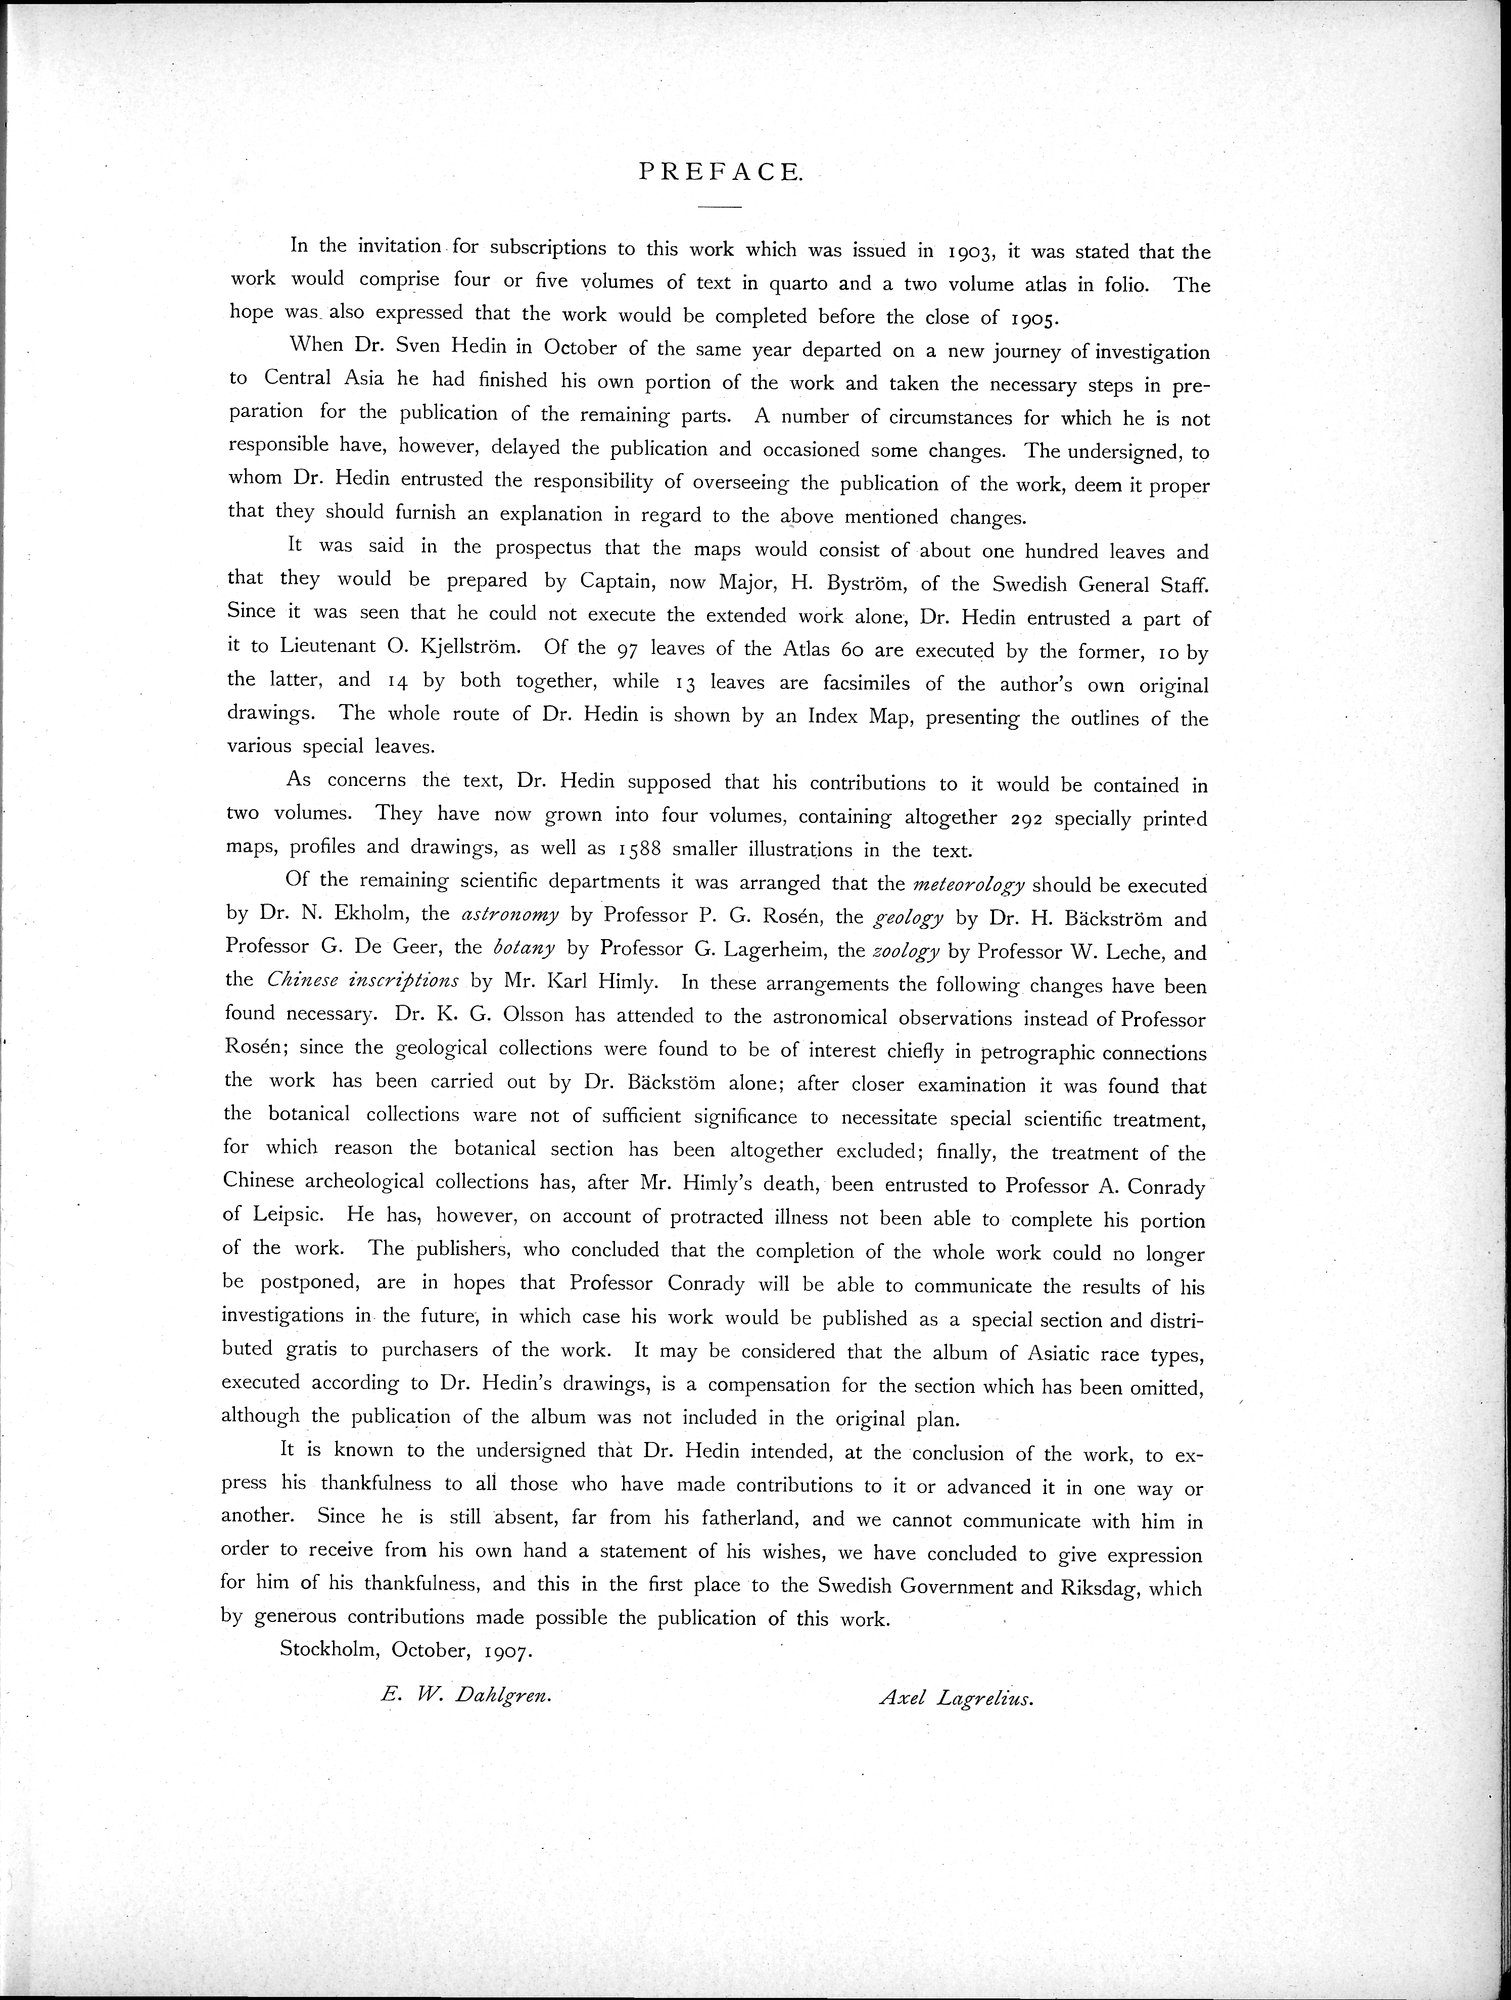 PREFACE.
In the invitation for subscriptions to this work which was issued in 1903, it was stated that the
work would comprise four or five volumes of text in quarto and a two volume atlas in folio. The
hope was also expressed that the work would be completed before the close of 1905.
When Dr. Sven Hedin in October of the same year departed on a new journey of investigation
to Central Asia he had finished his own portion of the work and taken the necessary steps in pre-
paration for the publication of the remaining parts. A number of circumstances for which he is not
responsible have, however, delayed the publication and occasioned some changes. The undersigned, to
whom Dr. Hedin entrusted the responsibility of overseeing the publication of the work, deem it proper
that they should furnish an explanation in regard to the above mentioned changes.
It was said in the prospectus that the maps would consist of about one hundred leaves and
that they would be prepared by Captain, now Major, H. Byström, of the Swedish General Staff.
Since it was seen that he could not execute the extended work alone, Dr. Hedin entrusted a part of
it to Lieutenant O. Kjellström. Of the 97 leaves of the Atlas 60 are executed by the former, 10 by
the latter, and 14 by both together, while 13 leaves are facsimiles of the author's own original
drawings. The whole route of Dr. Hedin is shown by an Index Map, presenting the outlines of the
various special leaves.
As concerns the text, Dr. Hedin supposed that his contributions to it would be contained in
two volumes. They have now grown into four volumes, containing altogether 292 specially printed
maps, profiles and drawings, as well as 1588 smaller illustrations in the text.
Of the remaining scientific departments it was arranged that the meteorology should be executed
by Dr. N. Ekholm, the astronomy by Professor P. G. Rosén, the geology by Dr. H. Bäckström and
Professor G. De Geer, the botany by Professor G. Lagerheim, the zoology by Professor W. Leche, and
the Chinese inscriptions by Mr. Karl Himly. In these arrangements the following changes have been
found necessary. Dr. K. G. Olsson has attended to the astronomical observations instead of Professor
Rosén; since the geological collections were found to be of interest chiefly in petrographic connections
the work has been carried out by Dr. Bäckstöm alone; after closer examination it was found that
the botanical collections ware not of sufficient significance to necessitate special scientific treatment,
for which reason the botanical section has been altogether excluded; finally, the treatment of the
Chinese archeological collections has, after Mr. Himly's death, been entrusted to Professor A. Conrady
of Leipsic. He has, however, on account of protracted illness not been able to complete his portion
of the work. The publishers, who concluded that the completion of the whole work could no longer
be postponed, are in hopes that Professor Conrady will be able to communicate the results of his
investigations in the future, in which case his work would be published as a special section and distri-
buted gratis to purchasers of the work. It may be considered that the album of Asiatic race types,
executed according to Dr. Hedin's drawings, is a compensation for the section which has been omitted,
although the publication of the album was not included in the original plan.
It is known to the undersigned that Dr. Hedin intended, at the conclusion of the work, to ex-
press his thankfulness to all those who have made contributions to it or advanced it in one way or
another. Since he is still absent, far from his fatherland, and we cannot communicate with him in
order to receive from his own hand a statement of his wishes, we have concluded to give expression
for him of his thankfulness, and this in the first place to the Swedish Government and Riksdag, which
by generous contributions made possible the publication of this work.
Stockholm, October, 1907.
E. W. Dahlgren. Axel Lagrelius.